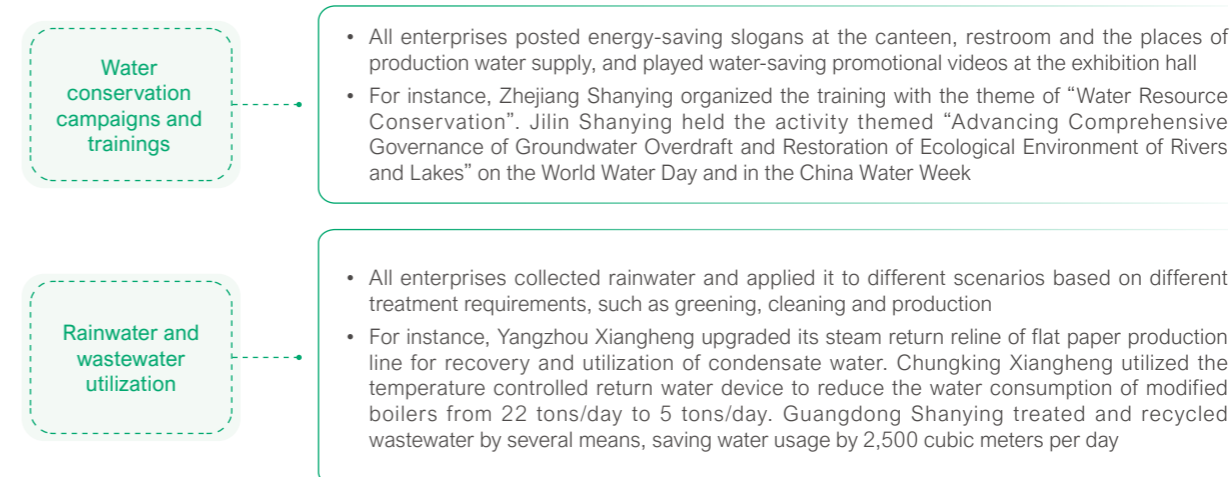 Water
conservation
campaigns and
trainings
• All enterprises posted energy-saving slogans at the canteen, restroom and the places of
production water supply, and played water-saving promotional videos at the exhibition hall
• For instance, Zhejiang Shanying organized the training with the theme of “Water Resource
Conservation”. Jilin Shanying held the activity themed “Advancing Comprehensive
Governance of Groundwater Overdraft and Restoration of Ecological Environment of Rivers
and Lakes” on the World Water Day and in the China Water Week
Rainwater and
wastewater
utilization
• All enterprises collected rainwater and applied it to different scenarios based on different
treatment requirements, such as greening, cleaning and production
• For instance, Yangzhou Xiangheng upgraded its steam return reline of flat paper production
line for recovery and utilization of condensate water. Chungking Xiangheng utilized the
temperature controlled return water device to reduce the water consumption of modified
boilers from 22 tons/day to 5 tons/day. Guangdong Shanying treated and recycled
wastewater by several means, saving water usage by 2,500 cubic meters per day